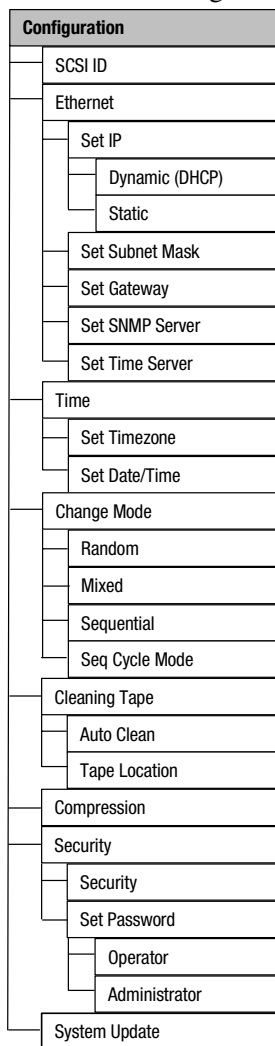 Configuration
SCSI ID
Ethernet
Set IP
Dynamic (DHCP)
Static
Set Subnet Mask
Set Gateway
Set SNMP Server
Set Time Server
Time
Set Timezone
Set Date/Time
Change Mode
Random
Mixed
Sequential
Seq Cycle Mode
Cleaning Tape
Auto Clean
Tape Location
Compression
Security
Security
Set Password
Operator
Administrator
System Update